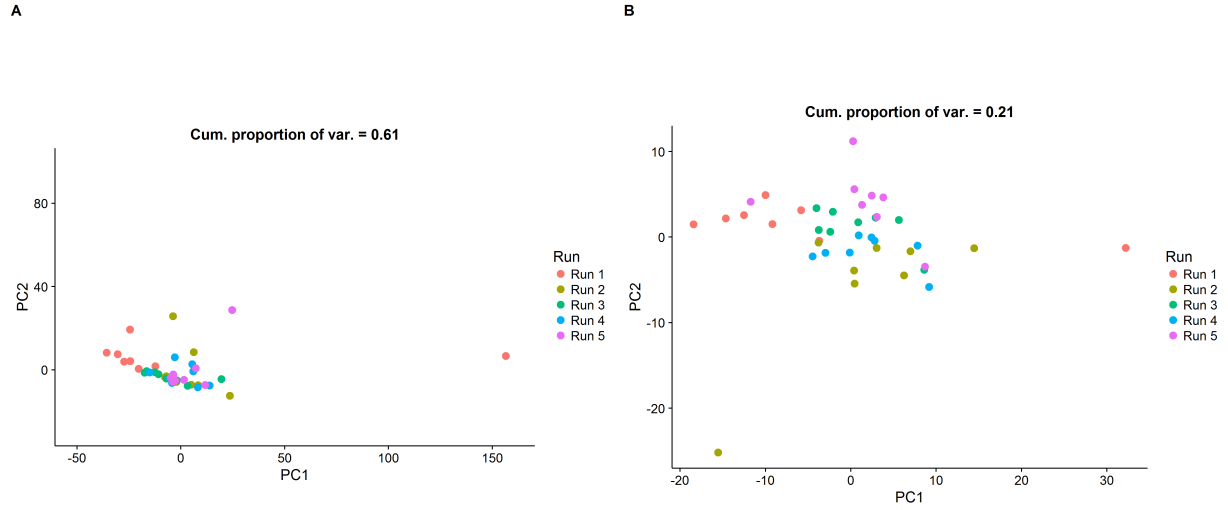 A
Cum. proportion of var. = 0.61
80
40
0
PC2
-50
0
50
100
150
PC1
Run
Run 1
Run 2
Run 3
Run 4
Run 5
B
Cum. proportion of var. = 0.21
10
0
-10
-20
PC2
-20
-10
0
10
20
30
PC1
Run
Run 1
Run 2
Run 3
Run 4
Run 5